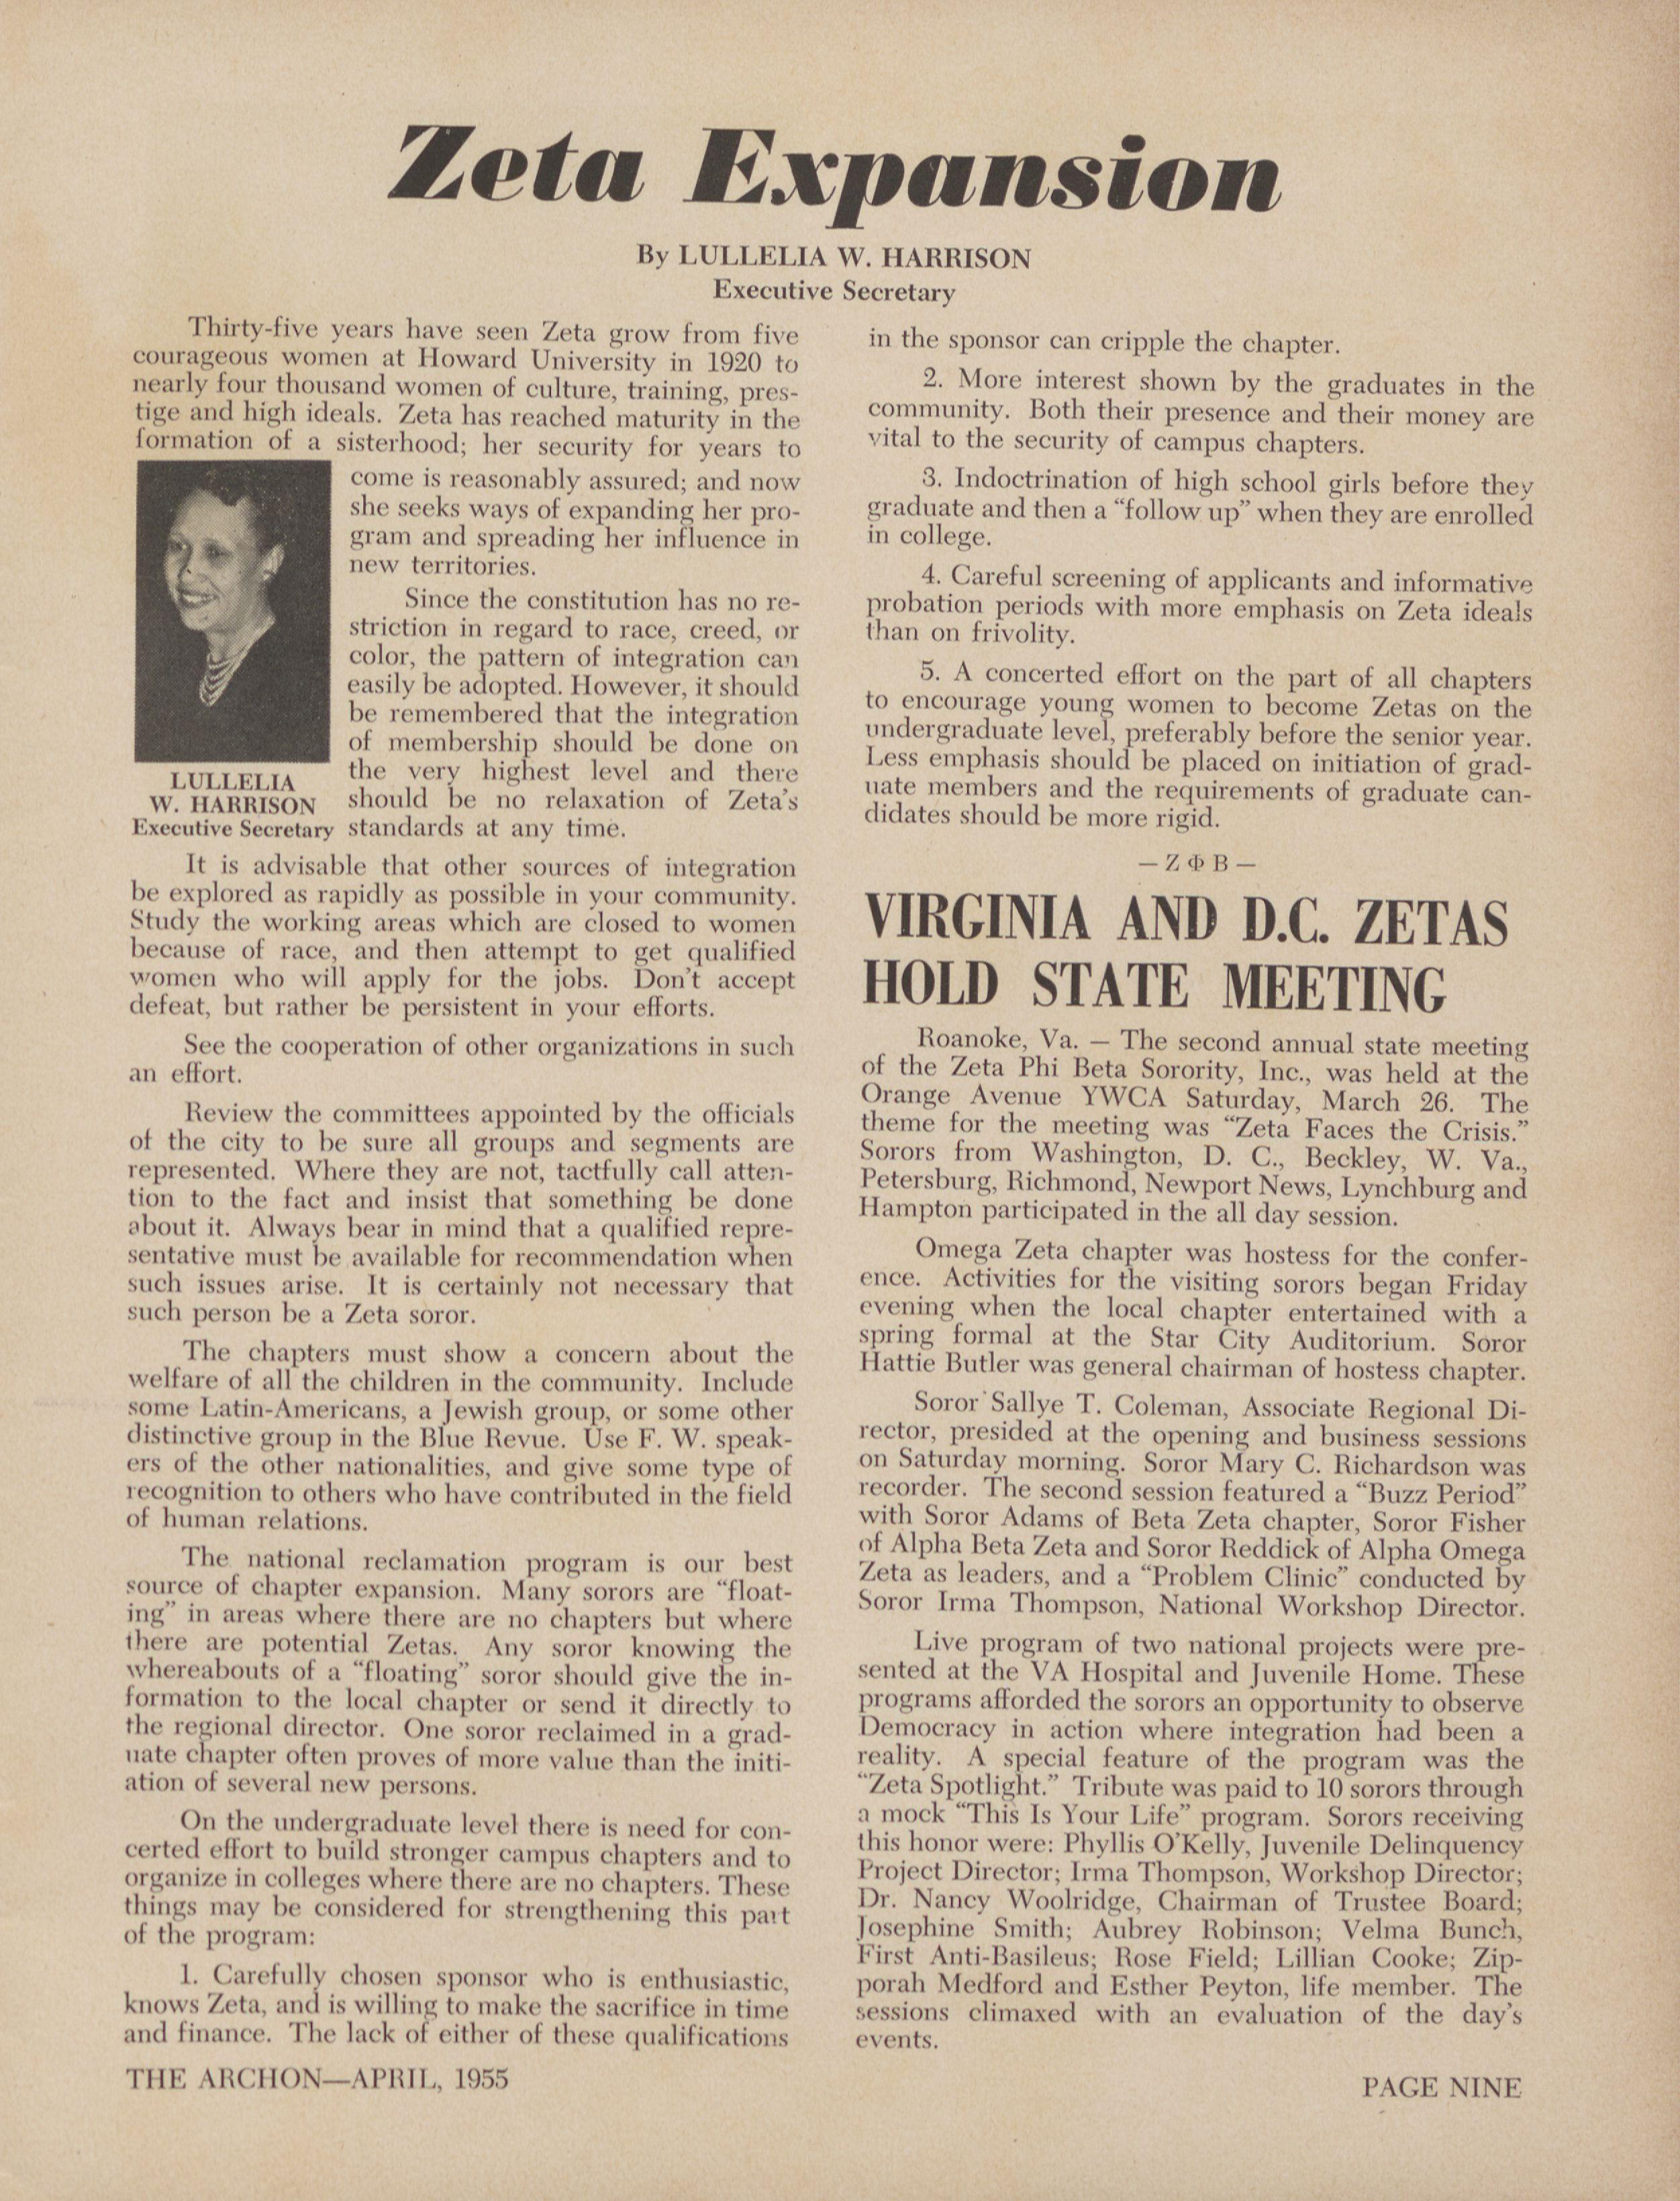 Zeta Expansion
By LULLELIA W. HARRISON
Executive Secretary
Thirty-five years have seen Zeta grow from five
courageous women at Howard University in 1920 to
nearly four thousand women of culture, training, pres-
tige and high ideals. Zeta has reached maturity in the
formation of a sisterhood; her security for years to
come is reasonably assured; and now
she seeks ways of expanding her pro-
gram and spreading her influence in
new territories.
Since the constitution has no re-
striction in regard to race, creed, or
color, the pattern of integration can
easily be adopted. However, it should
be remembered that the integration
of membership should be done on
the very highest level and there
should be no relaxation of Zeta's
standards at any time.
LULLELIA
W. HARRISON
Executive Secretary
It is advisable that other sources of integration
be explored as rapidly as possible in your community.
Study the working areas which are closed to women
because of race, and then attempt to get qualified
women who will apply for the jobs. Don't accept
defeat, but rather be persistent in your efforts.
See the cooperation of other organizations in such
an effort.
Review the committees appointed by the officials
of the city to be sure all groups and segments are
represented. Where they are not, tactfully call atten-
tion to the fact and insist that something be done
about it. Always bear in mind that a qualified repre-
sentative must be available for recommendation when
such issues arise. It is certainly not necessary that
such person be a Zeta soror.
The chapters must show a concern about the
welfare of all the children in the community. Include
some Latin-Americans, a Jewish group, or some other
distinctive group in the Blue Revue. Use F. W. speak-
ers of the other nationalities, and give some type of
recognition to others who have contributed in the field
of human relations.
The national reclamation program is our best
source of chapter expansion. Many sorors are "float-
ing" in areas where there are no chapters but where
there are potential Zetas. Any soror knowing the
whereabouts of a "floating" soror should give the in-
formation to the local chapter or send it directly to
the regional director. One soror reclaimed in a grad-
uate chapter often proves of more value than the initi-
ation of several new persons.
On the undergraduate level there is need for con-
certed effort to build stronger campus chapters and to
organize in colleges where there are no chapters. These
things may be considered for strengthening this part
of the program:
1. Carefully chosen sponsor who is enthusiastic,
knows Zeta, and is willing to make the sacrifice in time
and finance. The lack of either of these qualifications
in the sponsor can cripple the chapter.
2. More interest shown by the graduates in the
community. Both their presence and their money are
vital to the security of campus chapters.
3. Indoctrination of high school girls before they
graduate and then a "follow up" when they are enrolled
in college.
4. Careful screening of applicants and informative
probation periods with more emphasis on Zeta ideals
than on frivolity.
5. A concerted effort on the part of all chapters
to encourage young women to become Zetas on the
undergraduate level, preferably before the senior year.
Less emphasis should be placed on initiation of grad-
uate members and the requirements of graduate can-
didates should be more rigid.
— Z Φ B —
VIRGINIA AND D.C. ZETAS
HOLD STATE MEETING
Roanoke, Va. — The second annual state meeting
of the Zeta Phi Beta Sorority, Inc., was held at the
Orange Avenue YWCA Saturday, March 26. The
theme for the meeting was "Zeta Faces the Crisis."
Sorors from Washington, D. C., Beckley, W. Va.,
Petersburg, Richmond, Newport News, Lynchburg and
Hampton participated in the all day session.
Omega Zeta chapter was hostess for the confer-
ence. Activities for the visiting sorors began Friday
evening when the local chapter entertained with a
spring formal at the Star City Auditorium. Soror
Hattie Butler was general chairman of hostess chapter.
Soror Sallye T. Coleman, Associate Regional Di-
rector, presided at the opening and business sessions
on Saturday morning. Soror Mary C. Richardson was
recorder. The second session featured a "Buzz Period"
with Soror Adams of Beta Zeta chapter, Soror Fisher
of Alpha Beta Zeta and Soror Reddick of Alpha Omega
Zeta as leaders, and a "Problem Clinic" conducted by
Soror Irma Thompson, National Workshop Director.
Live program of two national projects were pre-
sented at the VA Hospital and Juvenile Home. These
programs afforded the sorors an opportunity to observe
Democracy in action where integration had been a
reality. A special feature of the program was the
"Zeta Spotlight." Tribute was paid to 10 sorors through
a mock "This Is Your Life" program. Sorors receiving
this honor were: Phyllis O'Kelly, Juvenile Delinquency
Project Director; Irma Thompson, Workshop Director;
Dr. Nancy Woolridge, Chairman of Trustee Board;
Josephine Smith; Aubrey Robinson; Velma Bunch,
First Anti-Basileus; Rose Field; Lillian Cooke; Zip-
porah Medford and Esther Peyton, life member. The
sessions climaxed with an evaluation of the day's
events.
THE ARCHON—APRIL, 1955
PAGE NINE